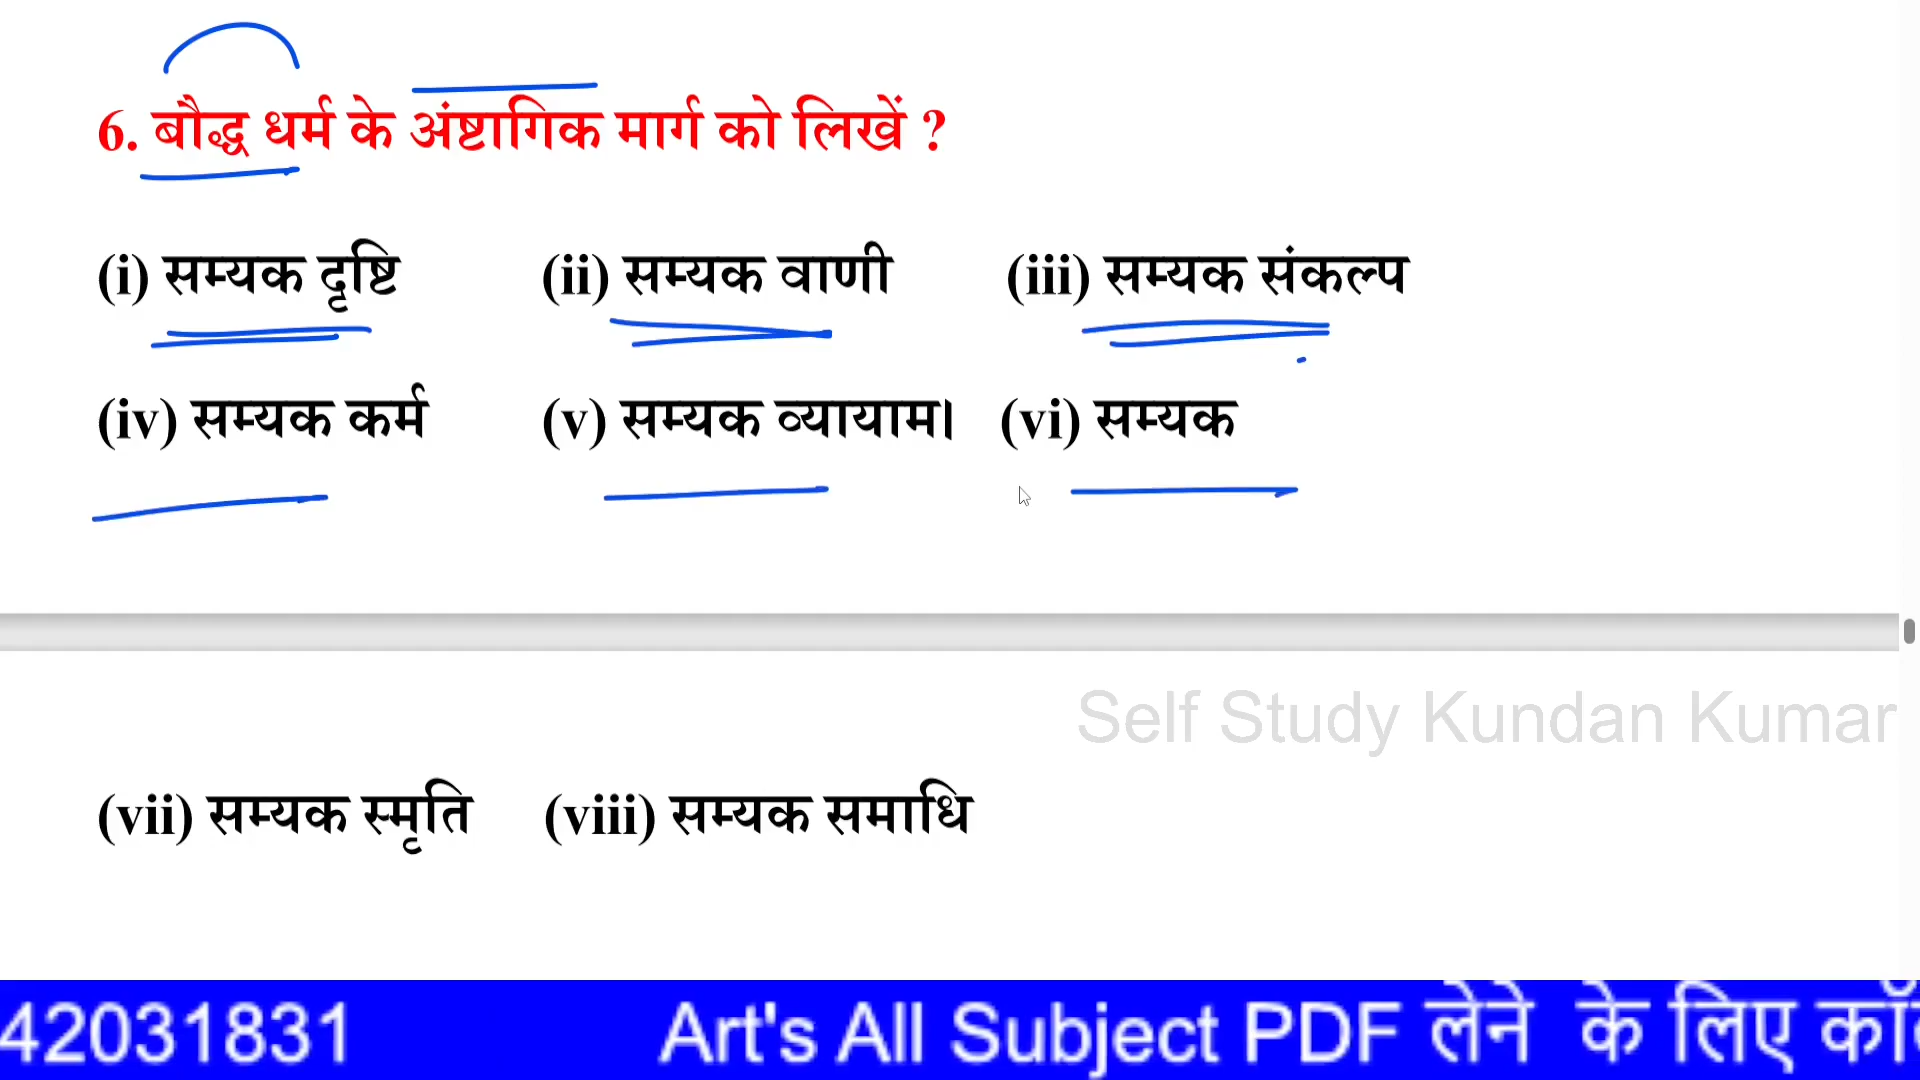 6. बौद्ध धर्म के अंष्टागिक मार्ग को लिखें ?
(i) सम्यक दृष्टि (ii) सम्यक वाणी (iii) सम्यक संकल्प
(iv) सम्यक कर्म (v) सम्यक व्यायाम। (vi) सम्यक
Self Study Kundan Kumar
(vii) सम्यक स्मृति (viii) सम्यक समाधि
42031831 Art's All Subject PDF लेने के लिए